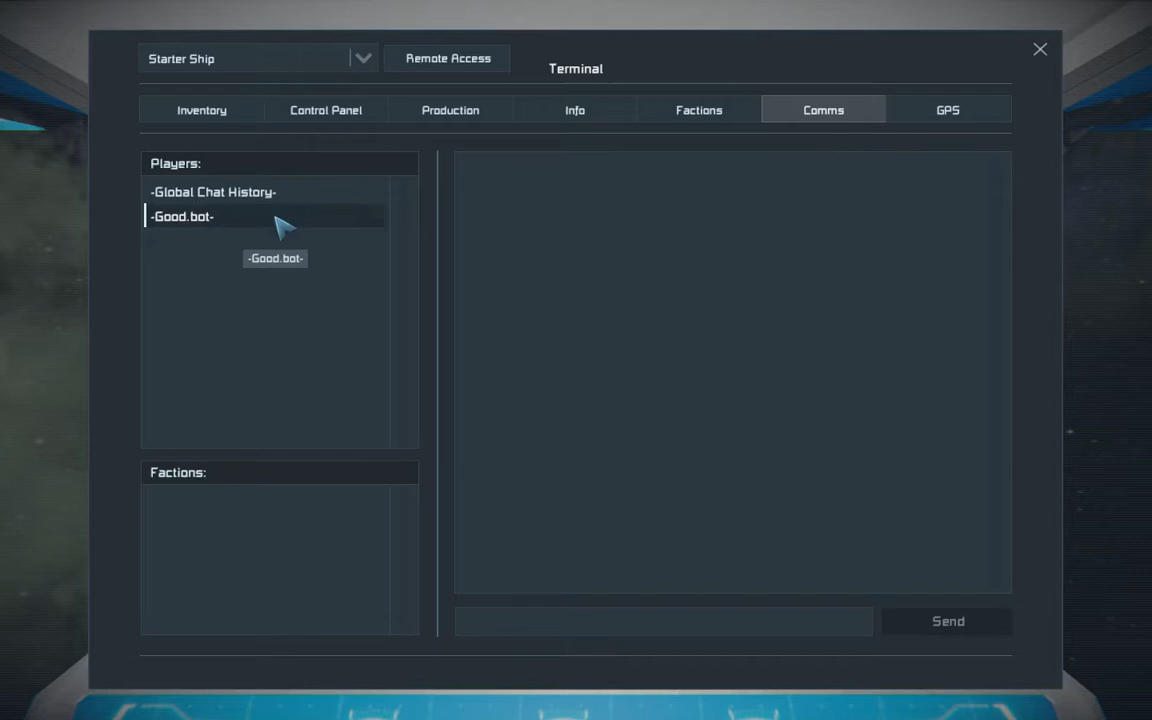 Starter Ship
Remote Access
Terminal
Inventory
Control Panel
Production
Info
Factions
Comms
GPS
Players:
-Global Chat History-
-Good.bot-
-Good.bot-
Factions:
Send